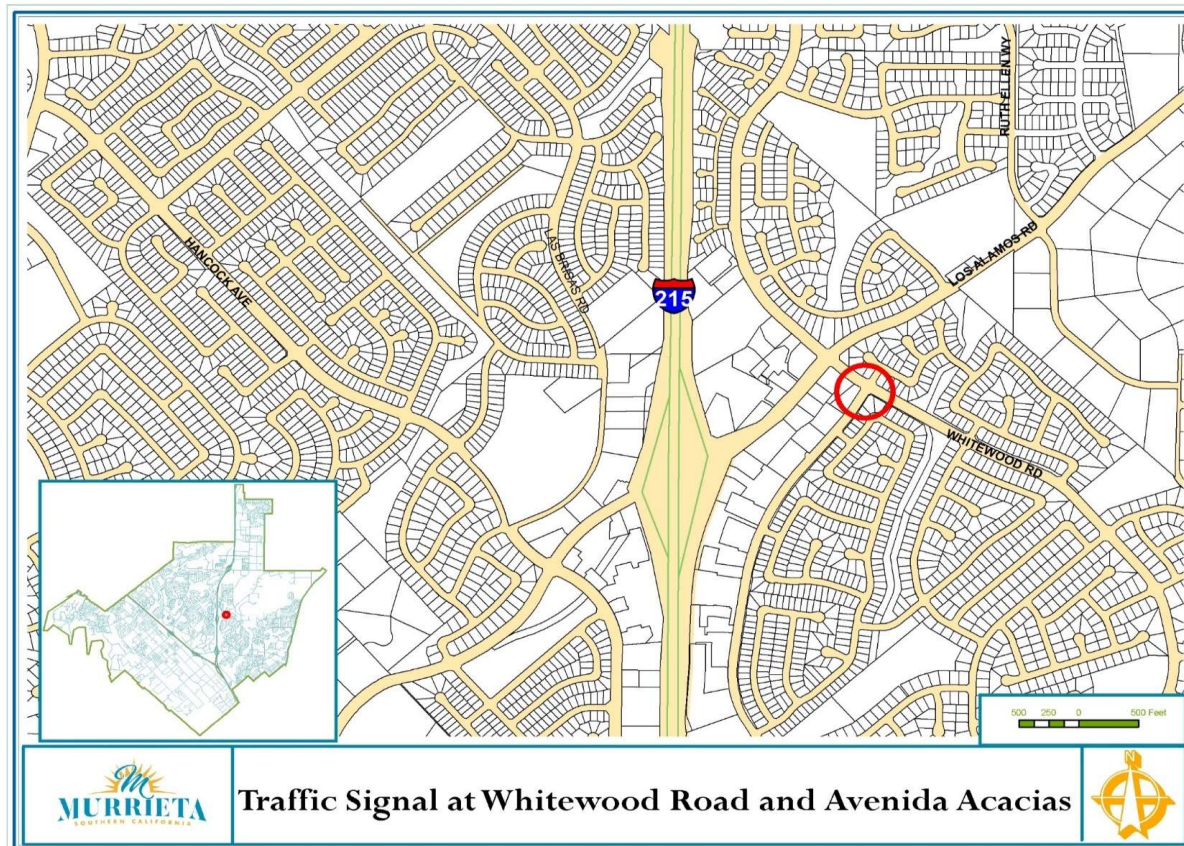 RUTH ELLEN WY
HANCOCK AVE
LAS BRISAS RD
LOS ALAMOS RD
215
WHITEWOOD RD
500 250 0 500 Feet
M
MURRIETA
SOUTHERN CALIFORNIA
Traffic Signal at Whitewood Road and Avenida Acacias
N